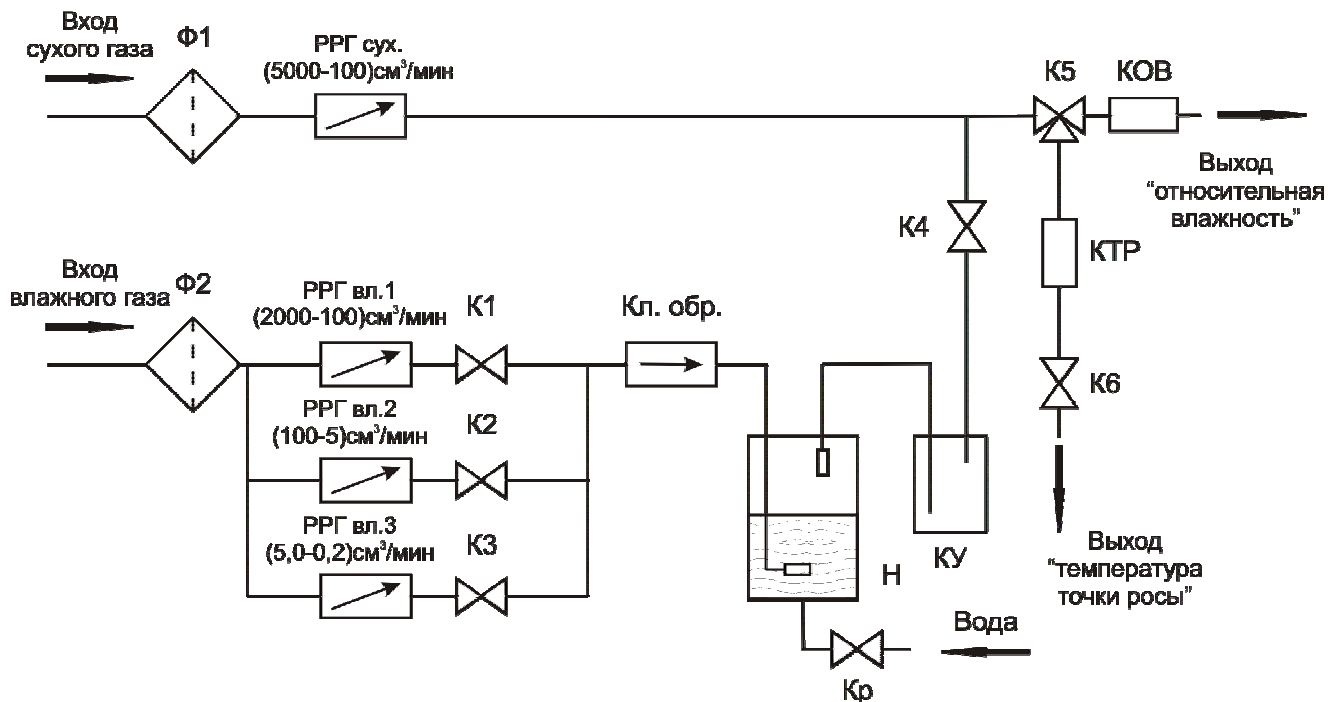 Вход
сухого газа
Ф1
РРГ сух.
(5000-100)см³/мин
К5
КОВ
Выход
“относительная
влажность”
К4
КТР
Вход
влажного газа
Ф2
РРГ вл.1
(2000-100)см³/мин
К1
Кл. обр.
К6
РРГ вл.2
(100-5)см³/мин
К2
РРГ вл.3
(5,0-0,2)см³/мин
К3
Н
КУ
Выход
“температура
точки росы”
Вода
Кр